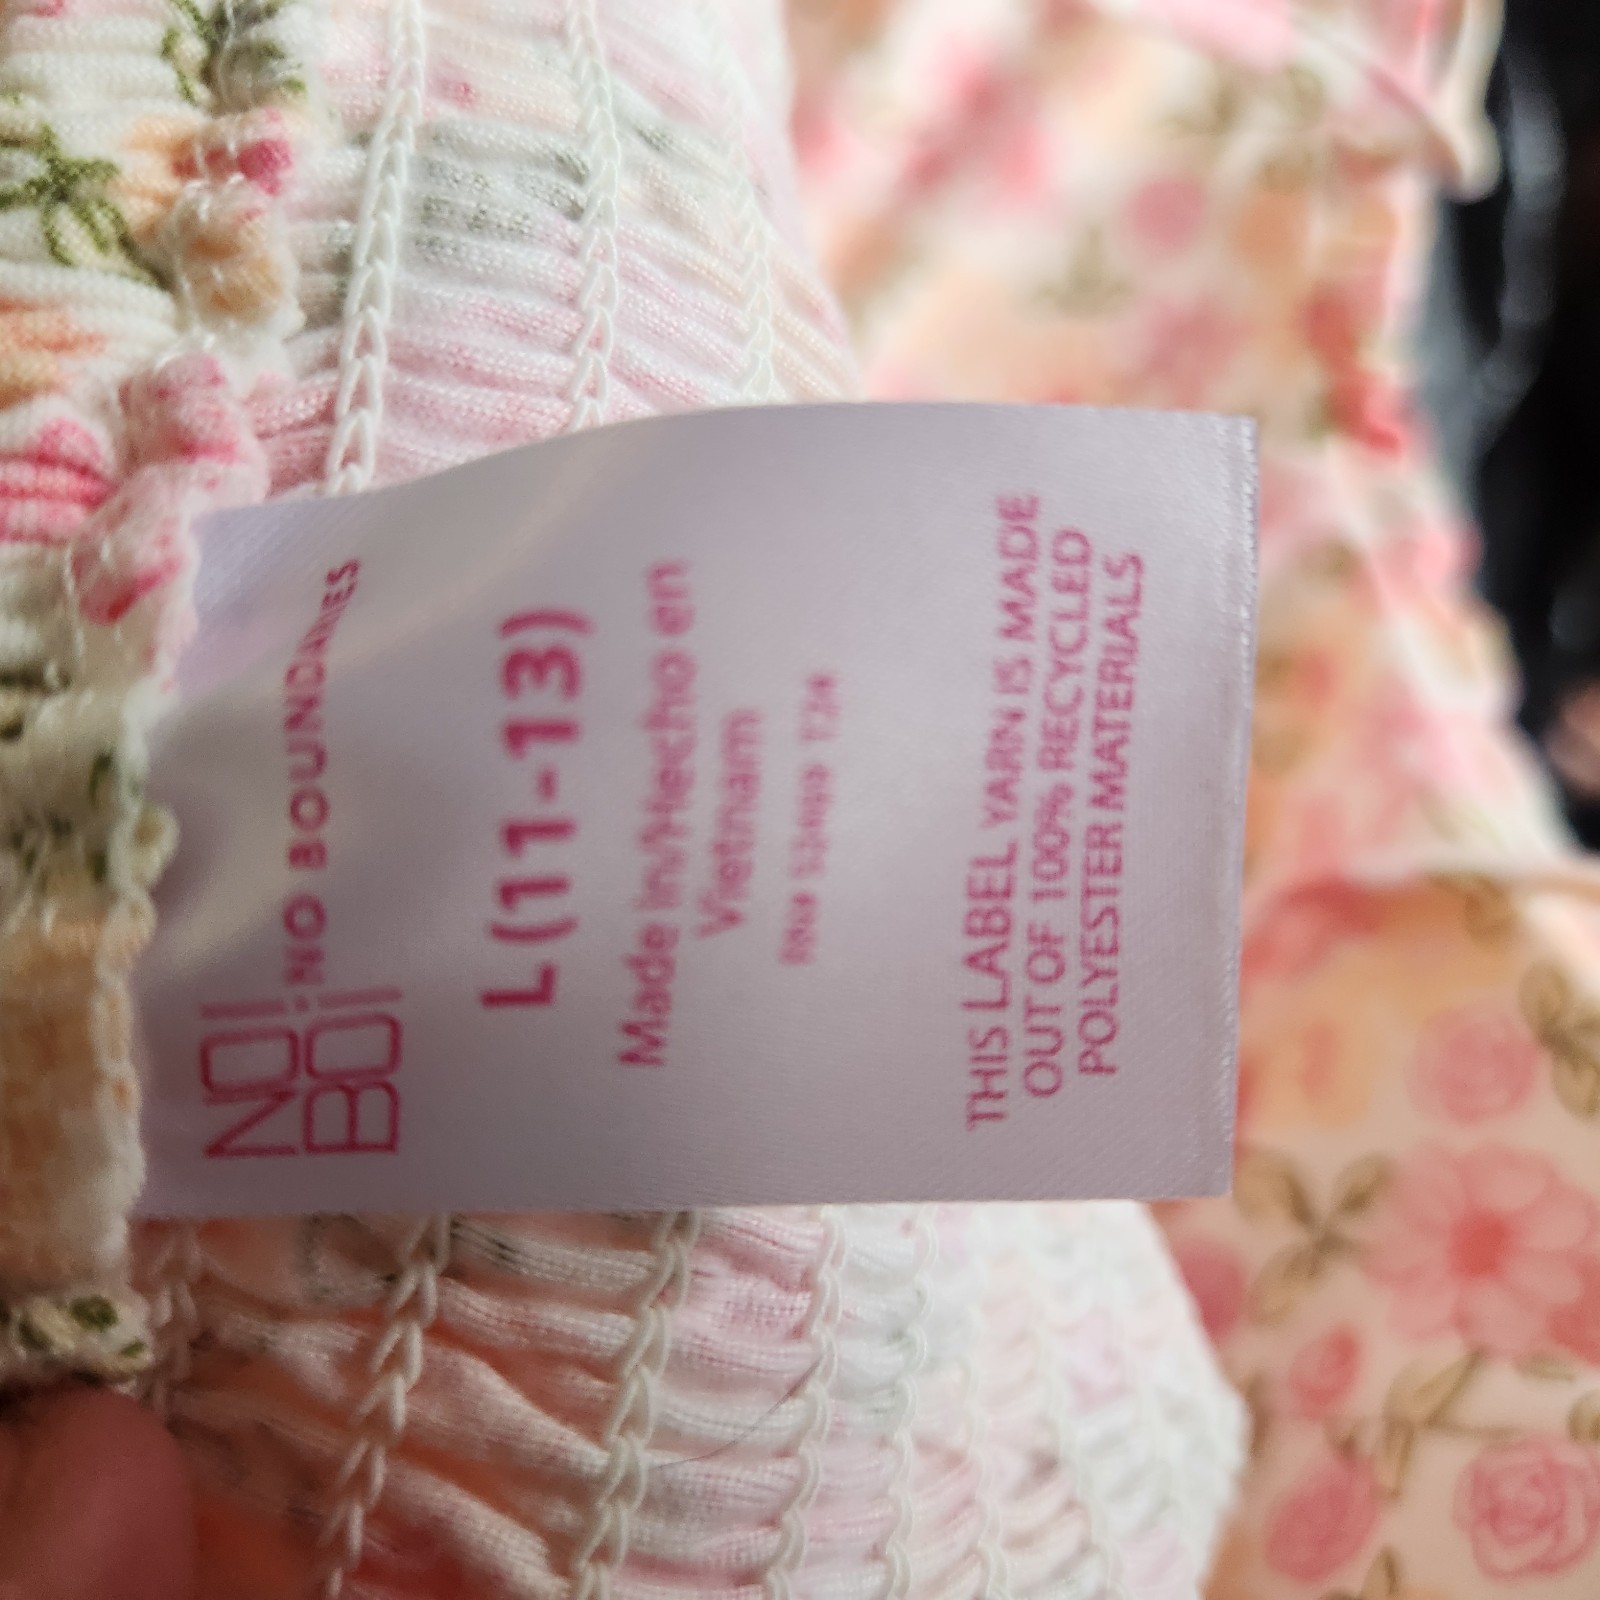 NO!
BO!
NO BOUNDARIES
L(11-13)
Made in/Hecho en
Vietnam
THIS LABEL YARN IS MADE
OUT OF 100% RECYCLED
POLYESTER MATERIALS